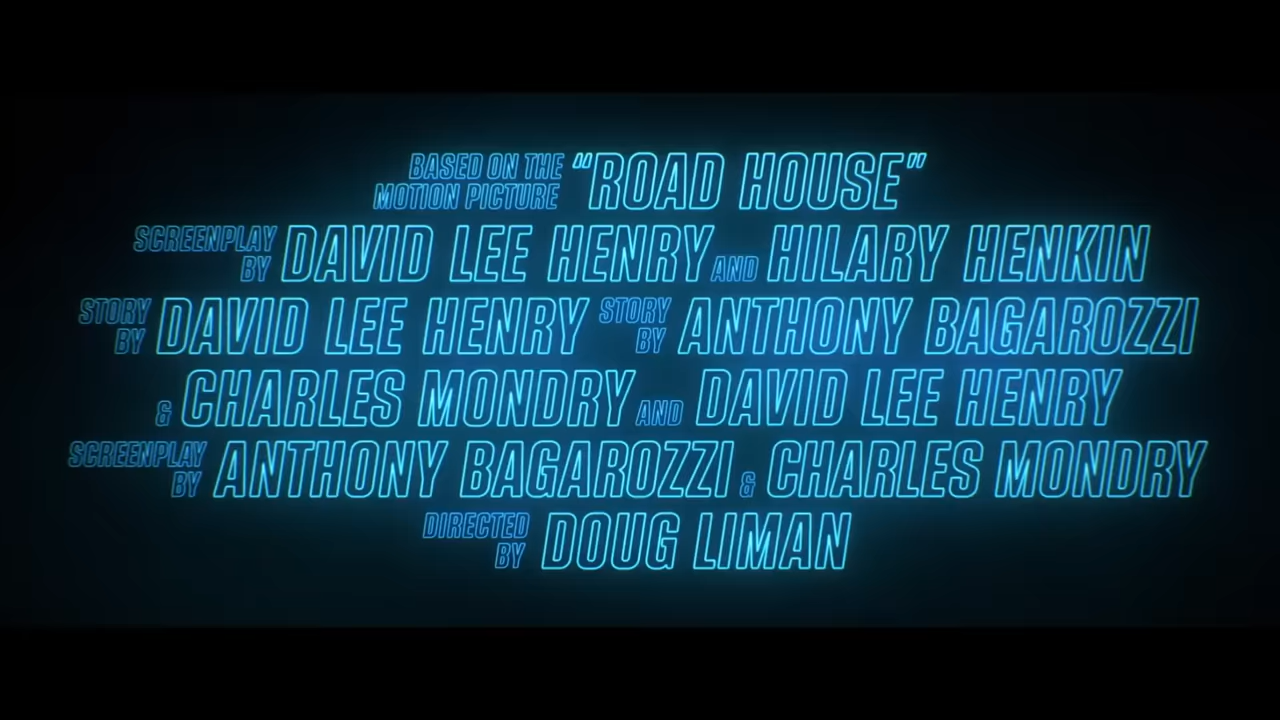 BASED ON THE MOTION PICTURE "ROAD HOUSE"
SCREENPLAY BY DAVID LEE HENRY AND HILARY HENKIN
STORY BY DAVID LEE HENRY STORY BY ANTHONY BAGAROZZI
& CHARLES MONDRY AND DAVID LEE HENRY
SCREENPLAY BY ANTHONY BAGAROZZI & CHARLES MONDRY
DIRECTED BY DOUG LIMAN